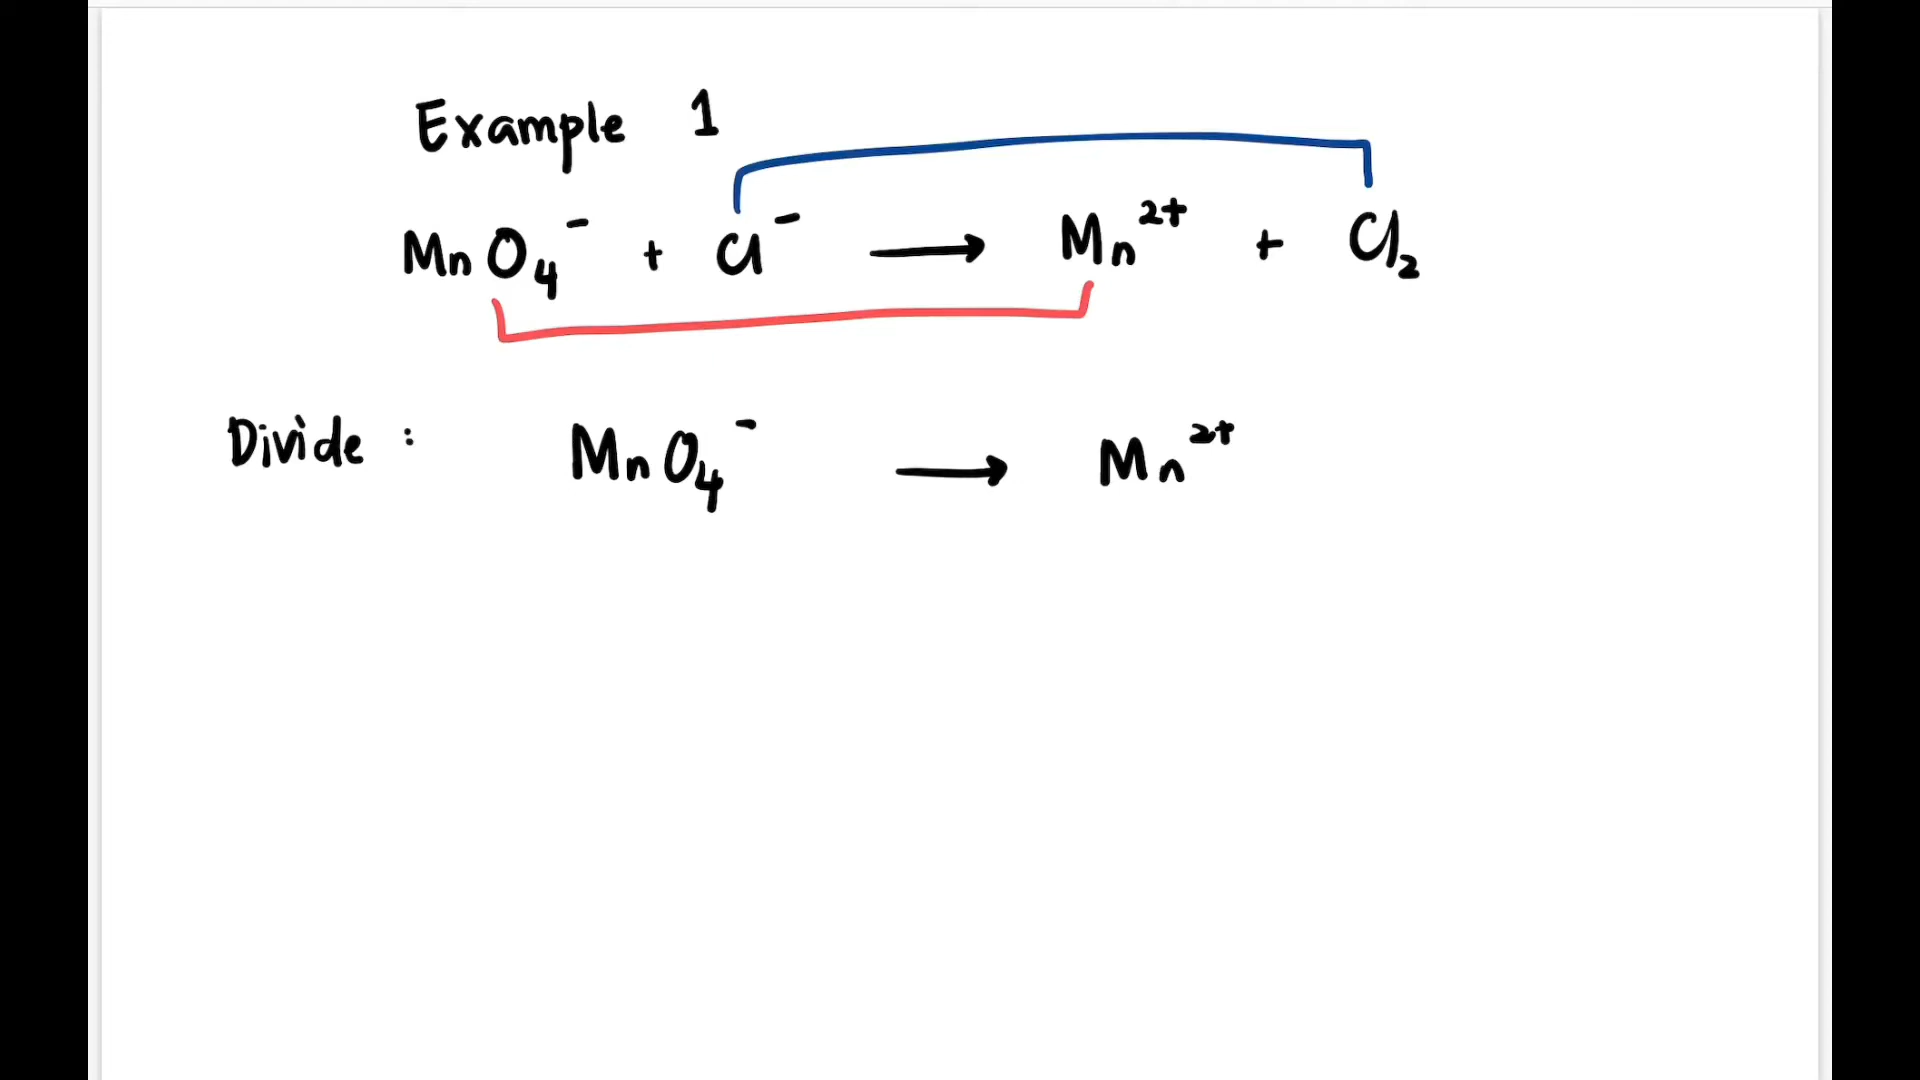 Example 1
MnO₄⁻ + Cl⁻ ⟶ Mn²⁺ + Cl₂
Divide : MnO₄⁻ ⟶ Mn²⁺